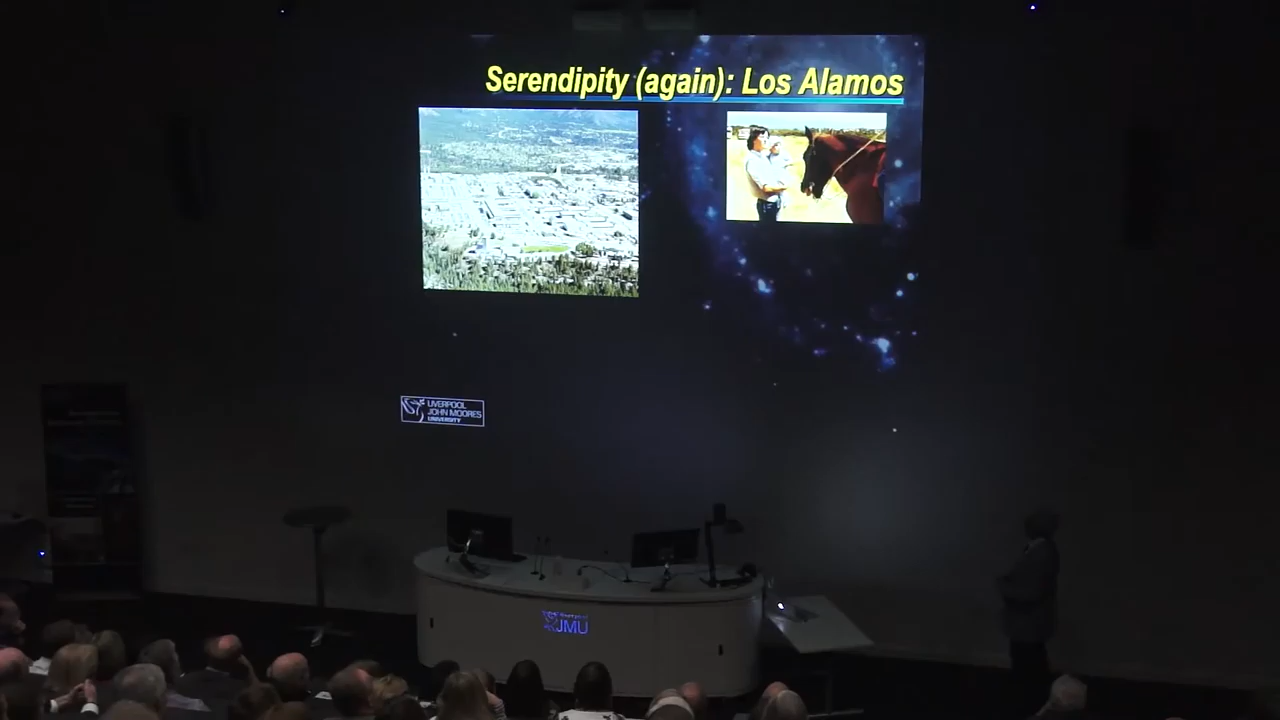 Serendipity (again): Los Alamos
LIVERPOOL
JOHN MOORES
UNIVERSITY
JMU